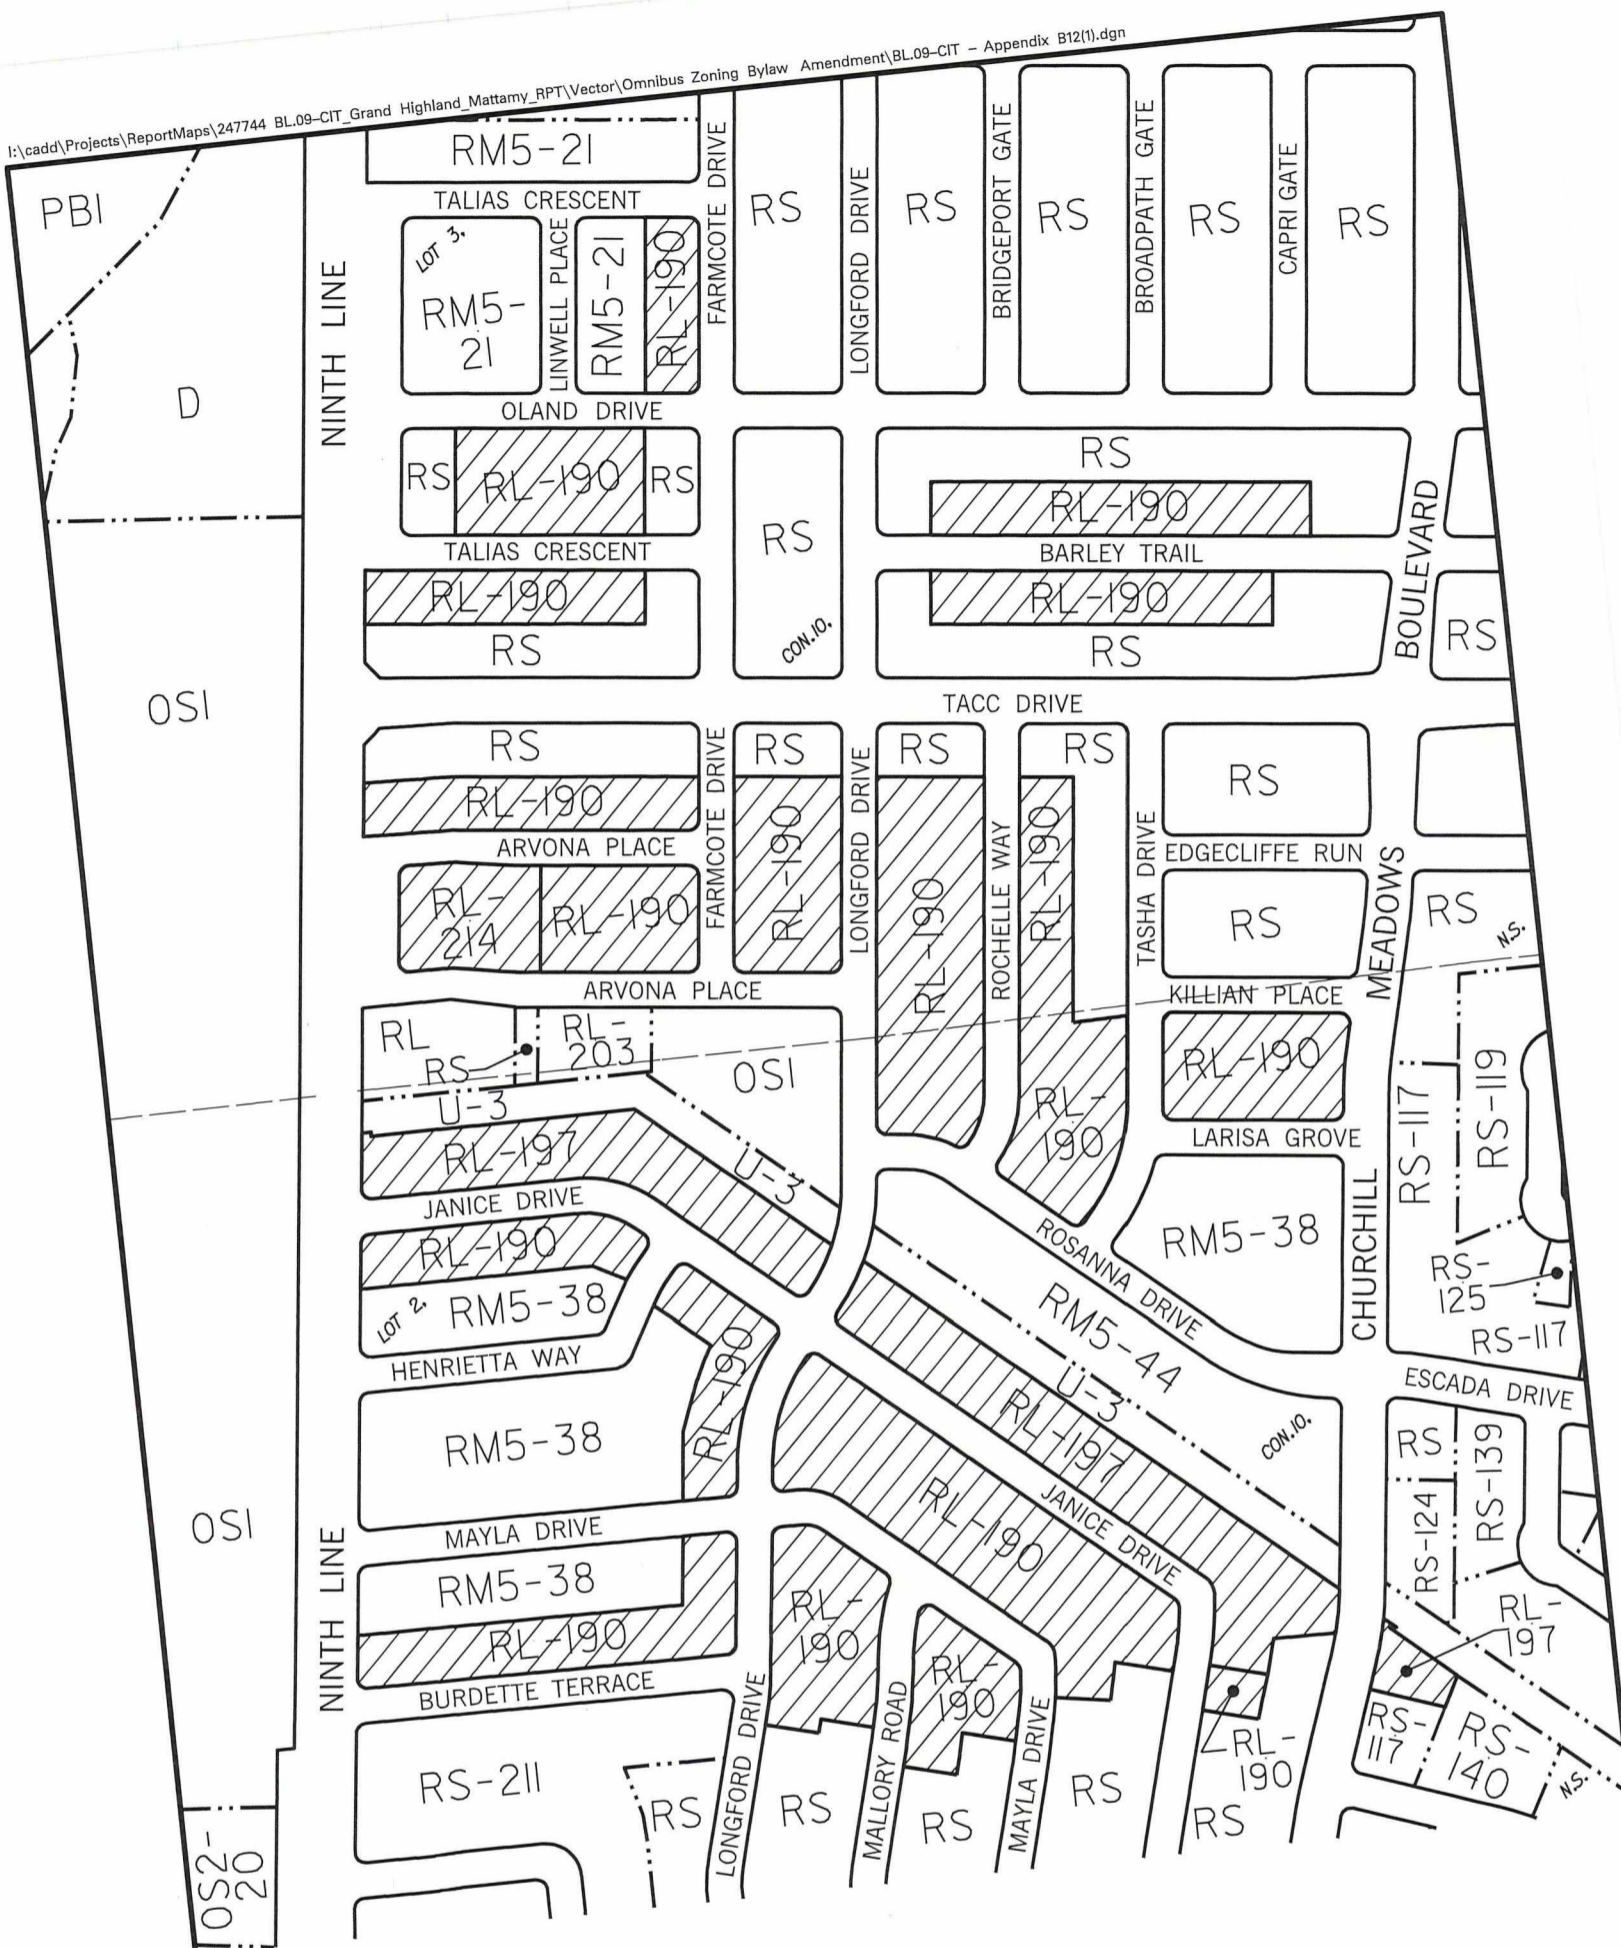 I:\cadd\Projects\ReportMaps\247744 BL.09-CIT_Grand Highland_Mattamy_RPT\Vector\Omnibus Zoning Bylaw Amendment\BL.09-CIT - Appendix B12(1).dgn
PB1
RM5-21
TALIAS CRESCENT
FARMCOTE DRIVE
RS
LONGFORD DRIVE
RS
BRIDGEPORT GATE
RS
BROADPATH GATE
RS
CAPRI GATE
RS
NINTH LINE
LOT 3,
RM5-
21
LINWELL PLACE
RM5-21
RL-190
D
OLAND DRIVE
RS
RL-190
RS
RS
CON.10,
RS
RL-190
BARLEY TRAIL
RL-190
RS
BOULEVARD
RS
TALIAS CRESCENT
RL-190
RS
OS1
TACC DRIVE
RS
RL-190
ARVONA PLACE
FARMCOTE DRIVE
RS
RL-190
LONGFORD DRIVE
RS
RL-190
ROCHELLE WAY
RS
RL-190
TASHA DRIVE
RS
EDGECLIFFE RUN
RS
MEADOWS
RS
N.S.
RL-
214
RL-190
ARVONA PLACE
KILLIAN PLACE
RL
RS
RL-
203
OS1
U-3
RL-197
U-3
RL-
190
RL-190
LARISA GROVE
RS-117
RS-119
JANICE DRIVE
RL-190
LOT 2,
RM5-38
HENRIETTA WAY
ROSANNA DRIVE
RM5-38
CHURCHILL
RS-
125
RS-117
RM5-44
U-3
RL-197
CON.10,
ESCADA DRIVE
RM5-38
RL-190
RS
RS-139
RS-124
OS1
NINTH LINE
MAYLA DRIVE
RM5-38
RL-190
BURDETTE TERRACE
RL-190
JANICE DRIVE
RL-
190
RL-
190
RL-
197
RS-
117
RS-
140
N.S.
RS-211
RS
LONGFORD DRIVE
RS
MALLORY ROAD
RS
MAYLA DRIVE
RS
RL-
190
RS
OS2-
20